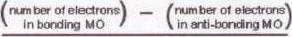 (number of electrons in bonding MO) − (number of electrons in anti-bonding MO)